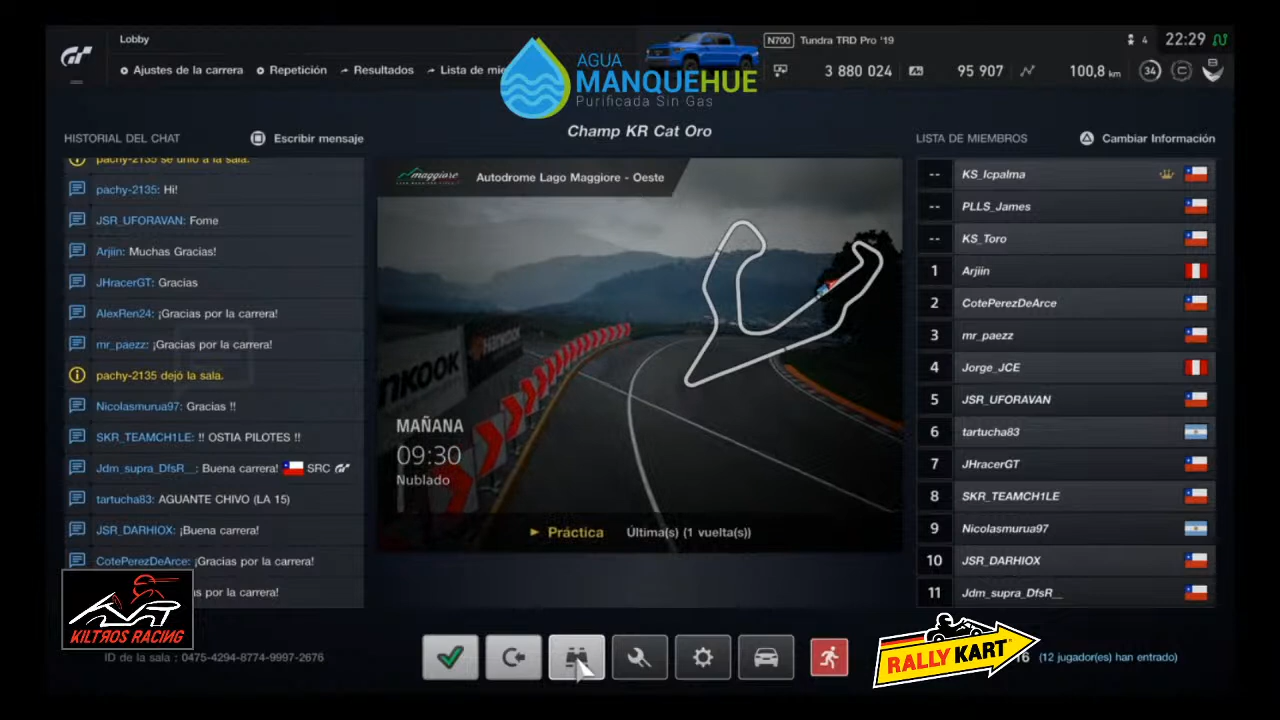 Lobby
Ajustes de la carrera
Repetición
Resultados
Lista de
N700 Tundra TRD Pro '19
4
22:29
3 880 024
95 907
100,8 km
34
AGUA
MANQUEHUE
Purificada Sin Gas
HISTORIAL DEL CHAT
Escribir mensaje
Champ KR Cat Oro
LISTA DE MIEMBROS
Cambiar Información
pachy-2135 se unió a la sala.
pachy-2135: Hi!
JSR_UFORAVAN: Fome
Arjiin: Muchas Gracias!
JHracerGT: Gracias
AlexRen24: ¡Gracias por la carrera!
mr_paezz: ¡Gracias por la carrera!
pachy-2135 dejó la sala.
Nicolasmurua97: Gracias !!
SKR_TEAMCH1LE: !! OSTIA PILOTES !!
Jdm_supra_DfsR__: Buena carrera! SRC
tartucha83: AGUANTE CHIVO (LA 15)
JSR_DARHIOX: ¡Buena carrera!
CotePerezDeArce: ¡Gracias por la carrera!
por la carrera!
maggiore
Autodrome Lago Maggiore - Oeste
MAÑANA
09:30
Nublado
Práctica
Última(s) (1 vuelta(s))
-- KS_Icpalma
-- PLLS_James
-- KS_Toro
1 Arjiin
2 CotePerezDeArce
3 mr_paezz
4 Jorge_JCE
5 JSR_UFORAVAN
6 tartucha83
7 JHracerGT
8 SKR_TEAMCH1LE
9 Nicolasmurua97
10 JSR_DARHIOX
11 Jdm_supra_DfsR__
KILTROS RACING
ID de la sala : 0475-4294-8774-9997-2676
RALLY KART
16 (12 jugador(es) han entrado)